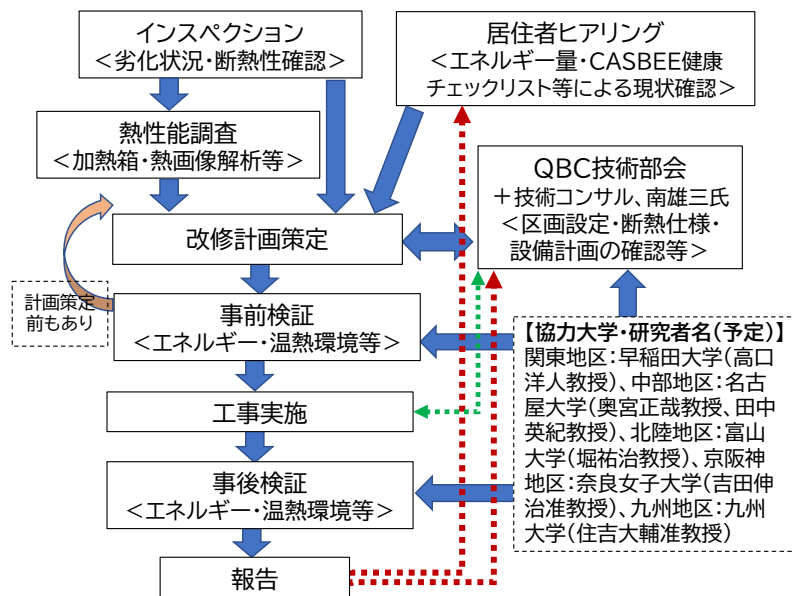 インスペクション
<劣化状況・断熱性確認>
居住者ヒアリング
<エネルギー量・CASBEE健康
チェックリスト等による現状確認>
熱性能調査
<加熱箱・熱画像解析等>
QBC技術部会
+技術コンサル、南雄三氏
<区画設定・断熱仕様・
設備計画の確認等>
改修計画策定
計画策定
前もあり
事前検証
<エネルギー・温熱環境等>
【協力大学・研究者名(予定)】
関東地区:早稲田大学(高口
洋人教授)、中部地区:名古
屋大学(奥宮正哉教授、田中
英紀教授)、北陸地区:富山
大学(堀祐治教授)、京阪神
地区:奈良女子大学(吉田伸
治准教授)、九州地区:九州
大学(住吉大輔准教授)
工事実施
事後検証
<エネルギー・温熱環境等>
報告